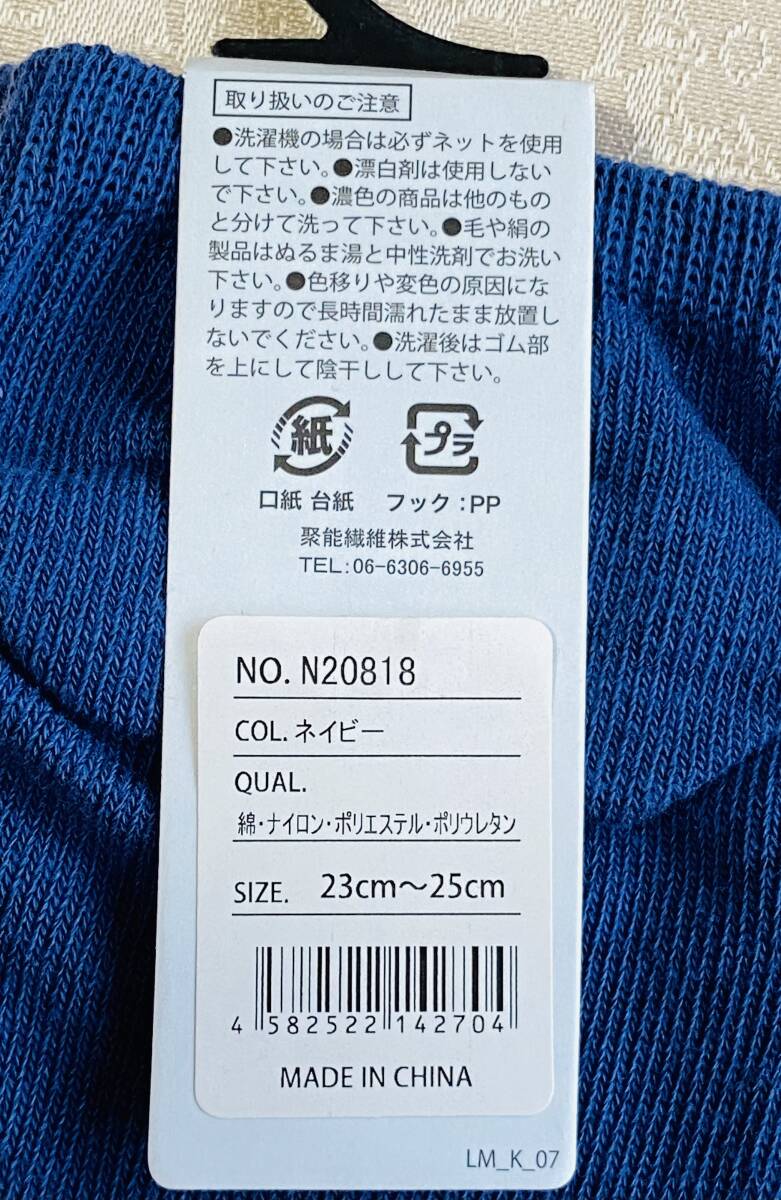 取り扱いのご注意
●洗濯機の場合は必ずネットを使用
して下さい。●漂白剤は使用しない
で下さい。●濃色の商品は他のもの
と分けて洗って下さい。●毛や絹の
製品はぬるま湯と中性洗剤でお洗い
下さい。●色移りや変色の原因にな
りますので長時間濡れたまま放置し
ないでください。●洗濯後はゴム部
を上にして陰干しして下さい。
紙 プラ
口紙 台紙 フック:PP
聚能繊維株式会社
TEL:06-6306-6955
NO. N20818
COL. ネイビー
QUAL.
綿・ナイロン・ポリエステル・ポリウレタン
SIZE. 23cm〜25cm
4 582522 142704
MADE IN CHINA
LM_K_07